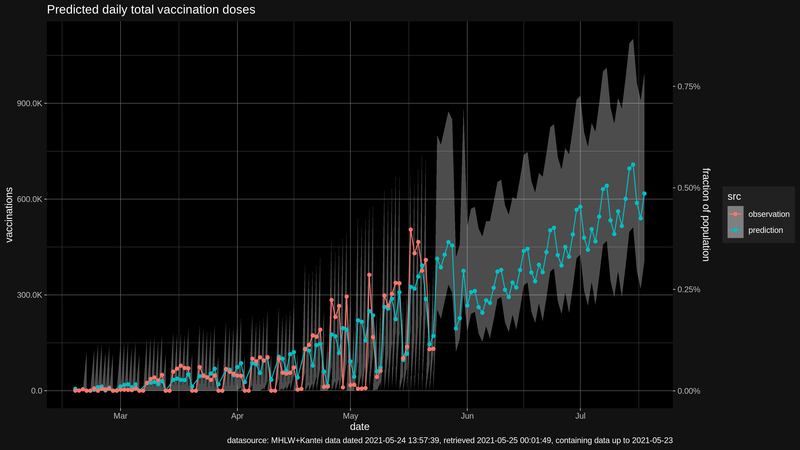 Predicted daily total vaccination doses
900.0K
600.0K
300.0K
0.0
vaccinations
0.75%
0.50%
0.25%
0.00%
fraction of population
src
observation
prediction
Mar
Apr
May
Jun
Jul
date
datasource: MHLW+Kantei data dated 2021-05-24 13:57:39, retrieved 2021-05-25 00:01:49, containing data up to 2021-05-23